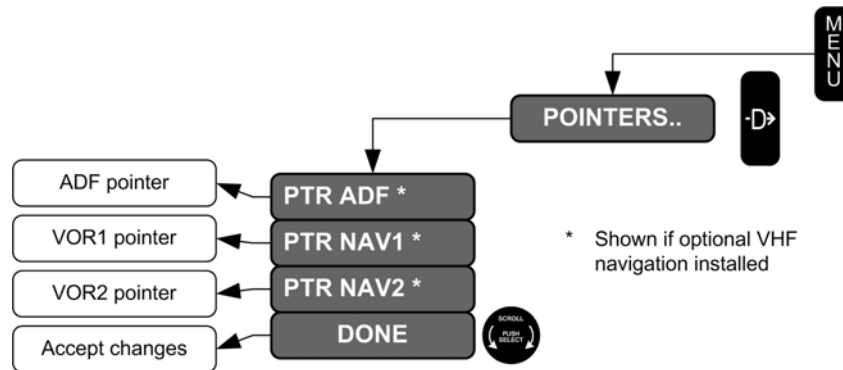 MENU
POINTERS..
-D→
ADF pointer
PTR ADF *
VOR1 pointer
PTR NAV1 *
* Shown if optional VHF
navigation installed
VOR2 pointer
PTR NAV2 *
Accept changes
DONE
SCROLL
PUSH
SELECT